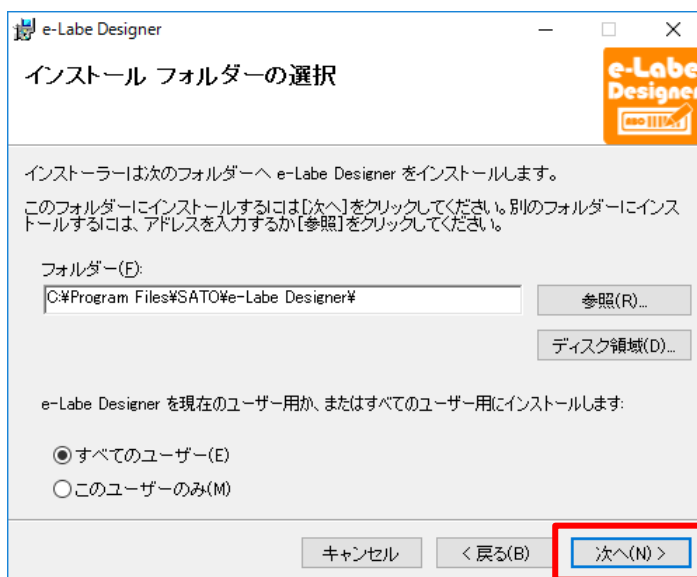 e-Labe Designer
インストール フォルダーの選択
e-Labe
Designer
ABC
インストーラーは次のフォルダーへ e-Labe Designer をインストールします。
このフォルダーにインストールするには[次へ]をクリックしてください。別のフォルダーにインス
トールするには、アドレスを入力するか[参照]をクリックしてください。
フォルダー(F):
C:¥Program Files¥SATO¥e-Labe Designer¥
参照(R)...
ディスク領域(D)...
e-Labe Designer を現在のユーザー用か、またはすべてのユーザー用にインストールします:
すべてのユーザー(E)
このユーザーのみ(M)
キャンセル
< 戻る(B)
次へ(N) >